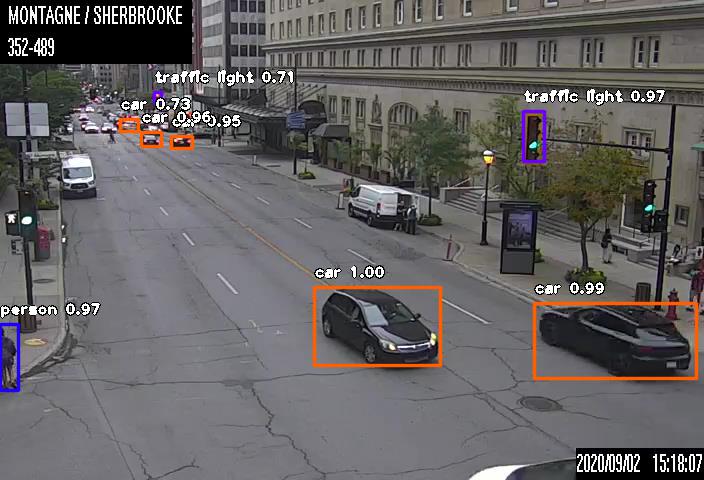 MONTAGNE / SHERBROOKE
352-489
traffic light 0.71
traffic light 0.97
car 0.73
car 0.96
0.95
car 1.00
car 0.99
person 0.97
2020/09/02 15:18:07